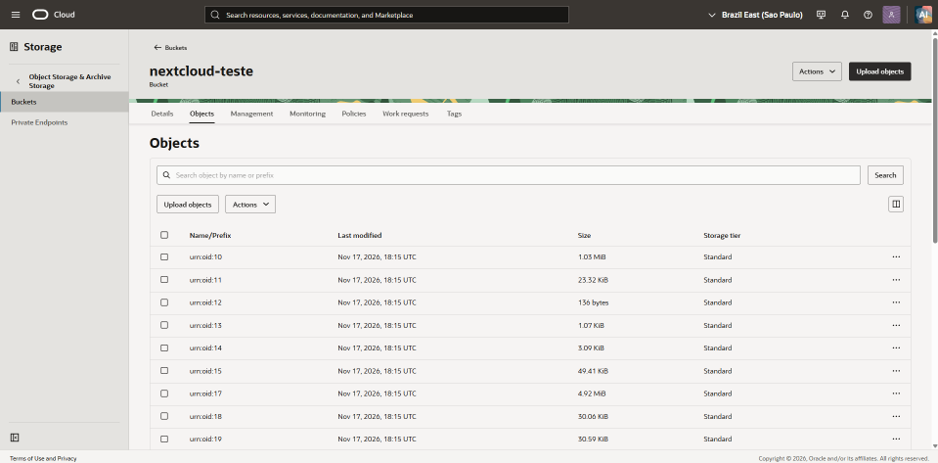 Cloud
Search resources, services, documentation, and Marketplace
Brazil East (Sao Paulo)
AI
Storage
Object Storage & Archive
Storage
Buckets
Private Endpoints
Buckets
nextcloud-teste
Bucket
Actions
Upload objects
Details Objects Management Monitoring Policies Work requests Tags
Objects
Search object by name or prefix
Search
Upload objects Actions
Name/Prefix Last modified Size Storage tier
urn:oid:10 Nov 17, 2026, 18:15 UTC 1.03 MiB Standard
urn:oid:11 Nov 17, 2026, 18:15 UTC 23.32 KiB Standard
urn:oid:12 Nov 17, 2026, 18:15 UTC 136 bytes Standard
urn:oid:13 Nov 17, 2026, 18:15 UTC 1.07 KiB Standard
urn:oid:14 Nov 17, 2026, 18:15 UTC 3.09 KiB Standard
urn:oid:15 Nov 17, 2026, 18:15 UTC 49.41 KiB Standard
urn:oid:17 Nov 17, 2026, 18:15 UTC 4.92 MiB Standard
urn:oid:18 Nov 17, 2026, 18:15 UTC 30.06 KiB Standard
urn:oid:19 Nov 17, 2026, 18:15 UTC 30.59 KiB Standard
Terms of Use and Privacy
Copyright © 2026, Oracle and/or its affiliates. All rights reserved.